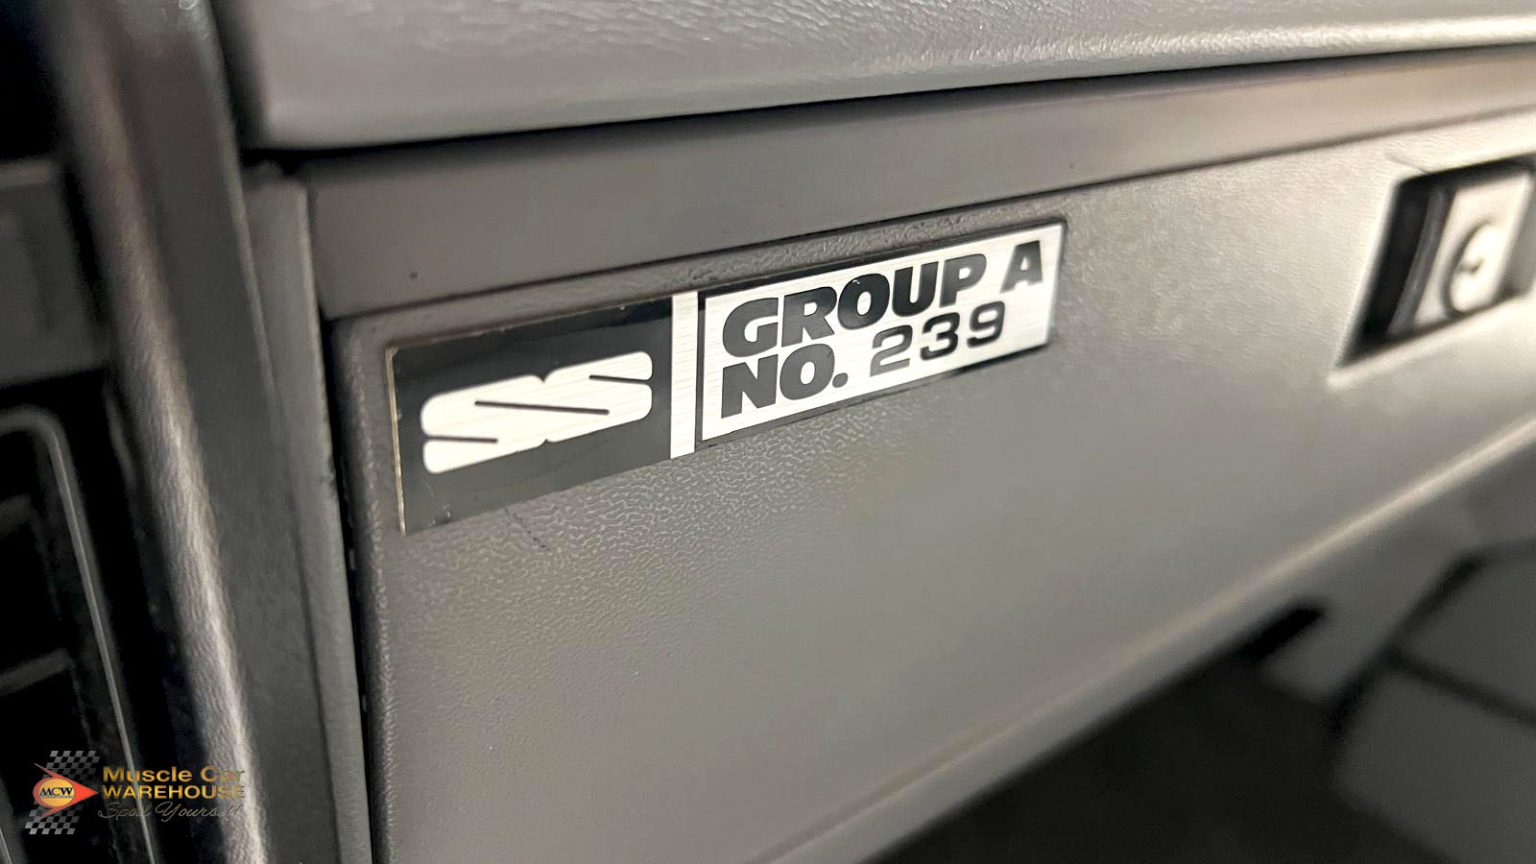 SS
GROUP A
NO. 239
MCW
Muscle Car
WAREHOUSE
Spoil Yourself